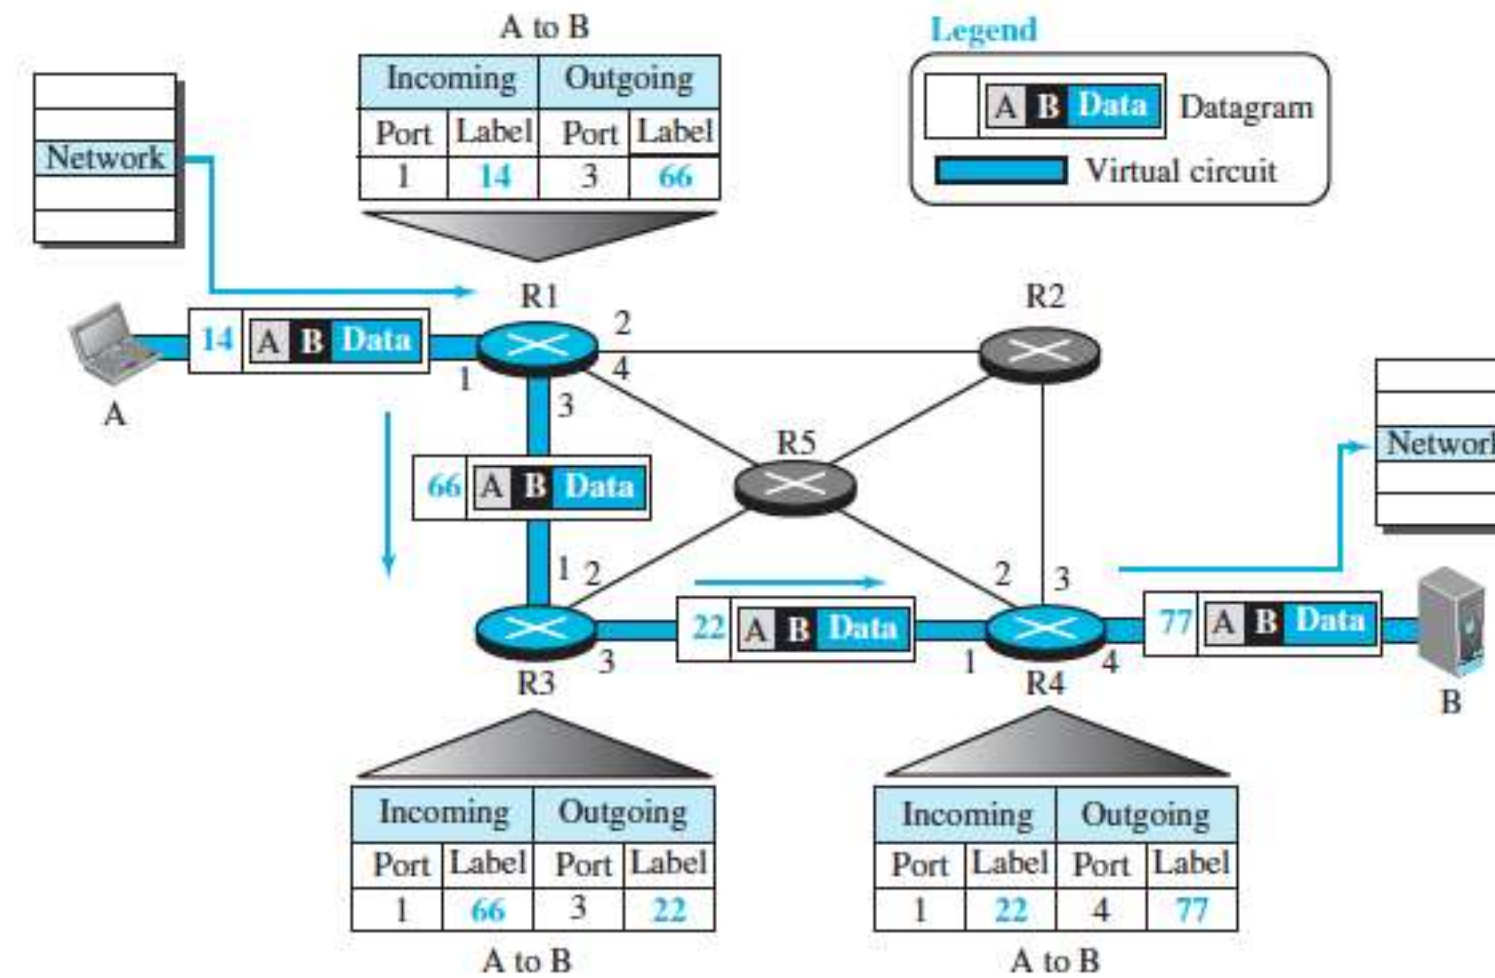 A to B
Legend
Incoming Outgoing
Port Label Port Label
1 14 3 66
A B Data Datagram
Virtual circuit
Network
R1
R2
14 A B Data
A
1
2
4
3
66 A B Data
R5
Network
1 2
2 3
22 A B Data
77 A B Data
3
1
4
R3
R4
B
Incoming Outgoing
Port Label Port Label
1 66 3 22
A to B
Incoming Outgoing
Port Label Port Label
1 22 4 77
A to B